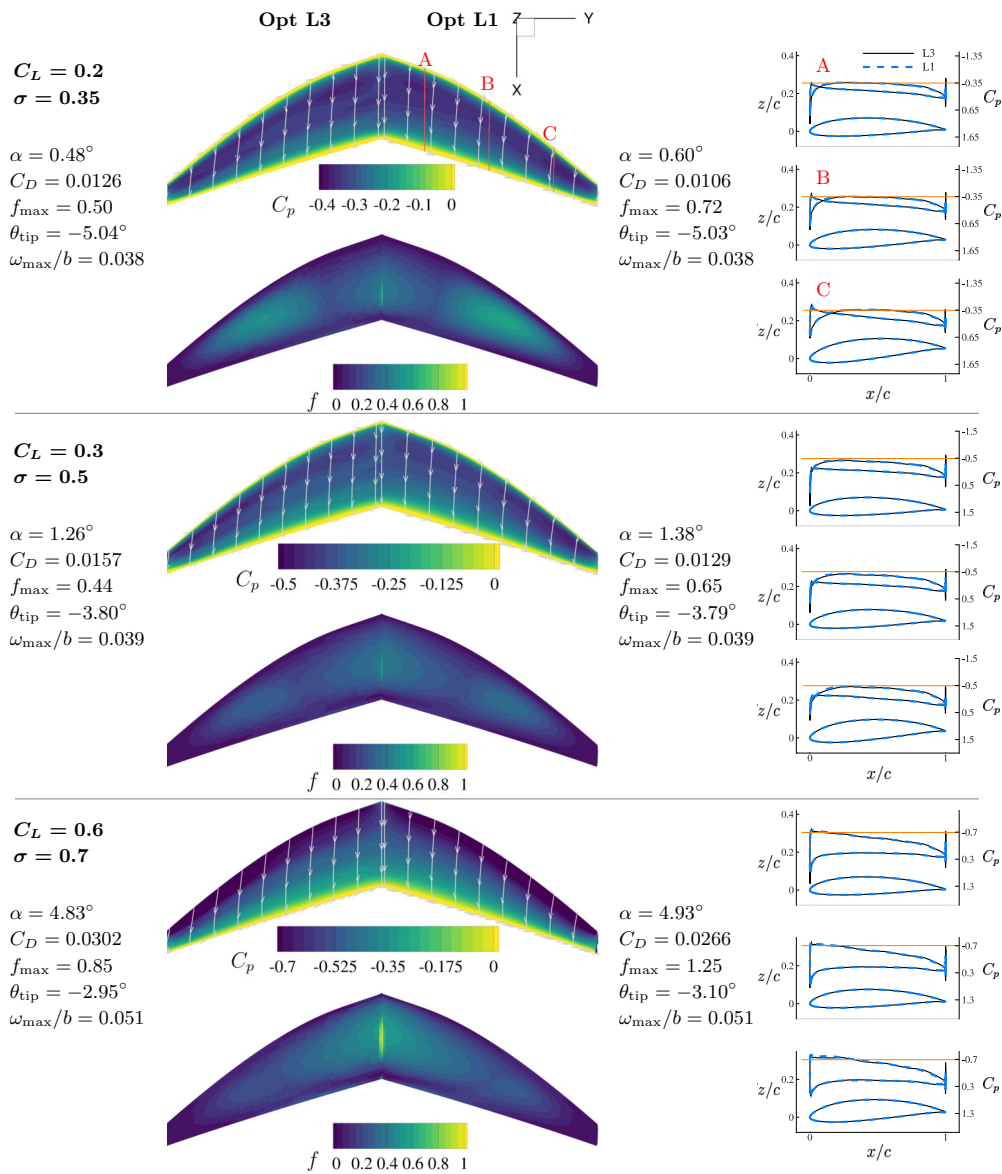 Opt L3 Opt L1 Z Y
X
C_L = 0.2
σ = 0.35
α = 0.48°
C_D = 0.0126
f_max = 0.50
θ_tip = −5.04°
ω_max/b = 0.038
A
B
C
C_p -0.4 -0.3 -0.2 -0.1 0
f 0 0.2 0.4 0.6 0.8 1
α = 0.60°
C_D = 0.0106
f_max = 0.72
θ_tip = −5.03°
ω_max/b = 0.038
L3
L1
A
0.4
0.2
0
z/c
-1.35
-0.35
0.65
1.65
C_p
B
0.4
0.2
0
z/c
-1.35
-0.35
0.65
1.65
C_p
C
0.4
0.2
0
z/c
-1.35
-0.35
0.65
1.65
C_p
0 1
x/c
C_L = 0.3
σ = 0.5
α = 1.26°
C_D = 0.0157
f_max = 0.44
θ_tip = −3.80°
ω_max/b = 0.039
C_p -0.5 -0.375 -0.25 -0.125 0
f 0 0.2 0.4 0.6 0.8 1
α = 1.38°
C_D = 0.0129
f_max = 0.65
θ_tip = −3.79°
ω_max/b = 0.039
0.4
0.2
0
z/c
-1.5
-0.5
0.5
1.5
C_p
0.4
0.2
0
z/c
-1.5
-0.5
0.5
1.5
C_p
0.4
0.2
0
z/c
-1.5
-0.5
0.5
1.5
C_p
0 1
x/c
C_L = 0.6
σ = 0.7
α = 4.83°
C_D = 0.0302
f_max = 0.85
θ_tip = −2.95°
ω_max/b = 0.051
C_p -0.7 -0.525 -0.35 -0.175 0
f 0 0.2 0.4 0.6 0.8 1
α = 4.93°
C_D = 0.0266
f_max = 1.25
θ_tip = −3.10°
ω_max/b = 0.051
0.2
0
z/c
-0.7
0.3
1.3
C_p
0.2
0
z/c
-0.7
0.3
1.3
C_p
0.2
0
z/c
-0.7
0.3
1.3
C_p
0 1
x/c